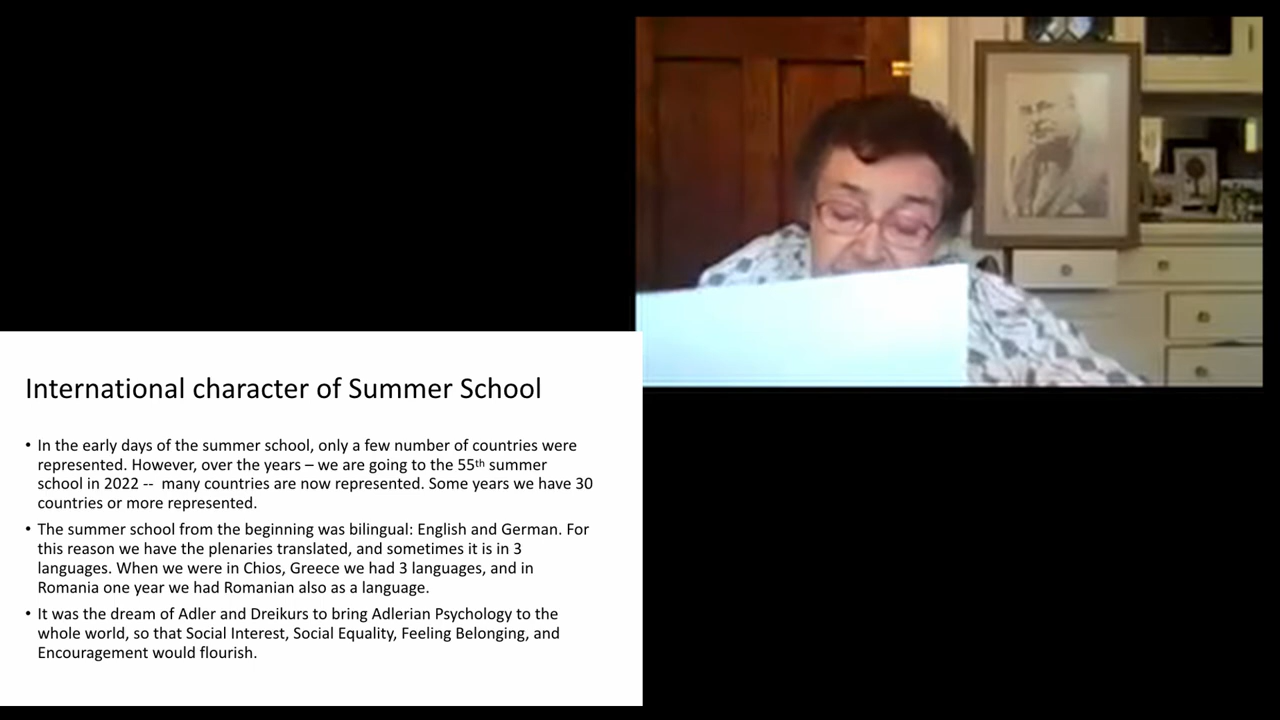 International character of Summer School
• In the early days of the summer school, only a few number of countries were
represented. However, over the years – we are going to the 55th summer
school in 2022 -- many countries are now represented. Some years we have 30
countries or more represented.
• The summer school from the beginning was bilingual: English and German. For
this reason we have the plenaries translated, and sometimes it is in 3
languages. When we were in Chios, Greece we had 3 languages, and in
Romania one year we had Romanian also as a language.
• It was the dream of Adler and Dreikurs to bring Adlerian Psychology to the
whole world, so that Social Interest, Social Equality, Feeling Belonging, and
Encouragement would flourish.